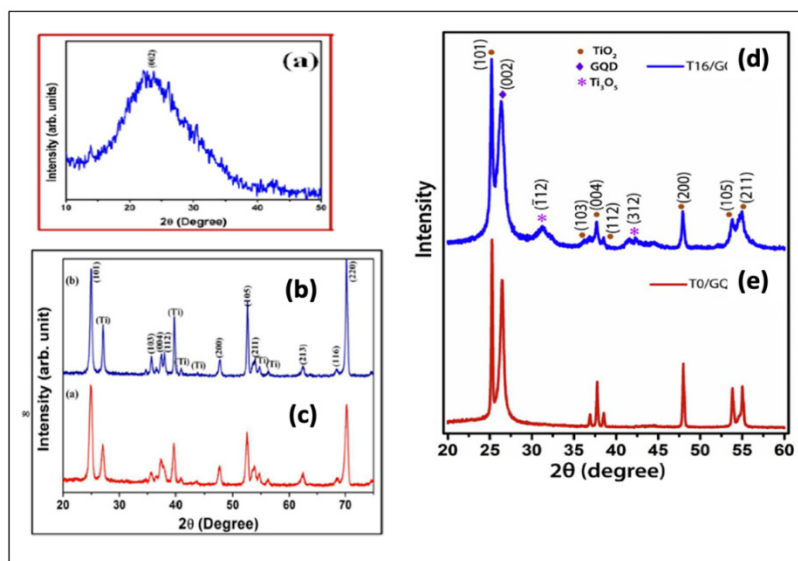 (a)
(002)
Intensity (arb. units)
10 20 30 40 50
2θ (Degree)
(b)
(b)
(101)
(Ti)
(103)
(004)
(112)
(Ti)
(Ti)
(Ti)
(200)
(105)
(211)
(Ti)
(Ti)
(213)
(116)
(220)
Intensity (arb. unit)
(a)
(c)
20 30 40 50 60 70
2θ (Degree)
(d)
TiO2
GQD
Ti3O5
T16/G
(101)
(002)
(1̅12)
(103)
(004)
(112)
(312)
(200)
(105)
(211)
Intensity
(e)
T0/GQ
20 25 30 35 40 45 50 55 60
2θ (degree)